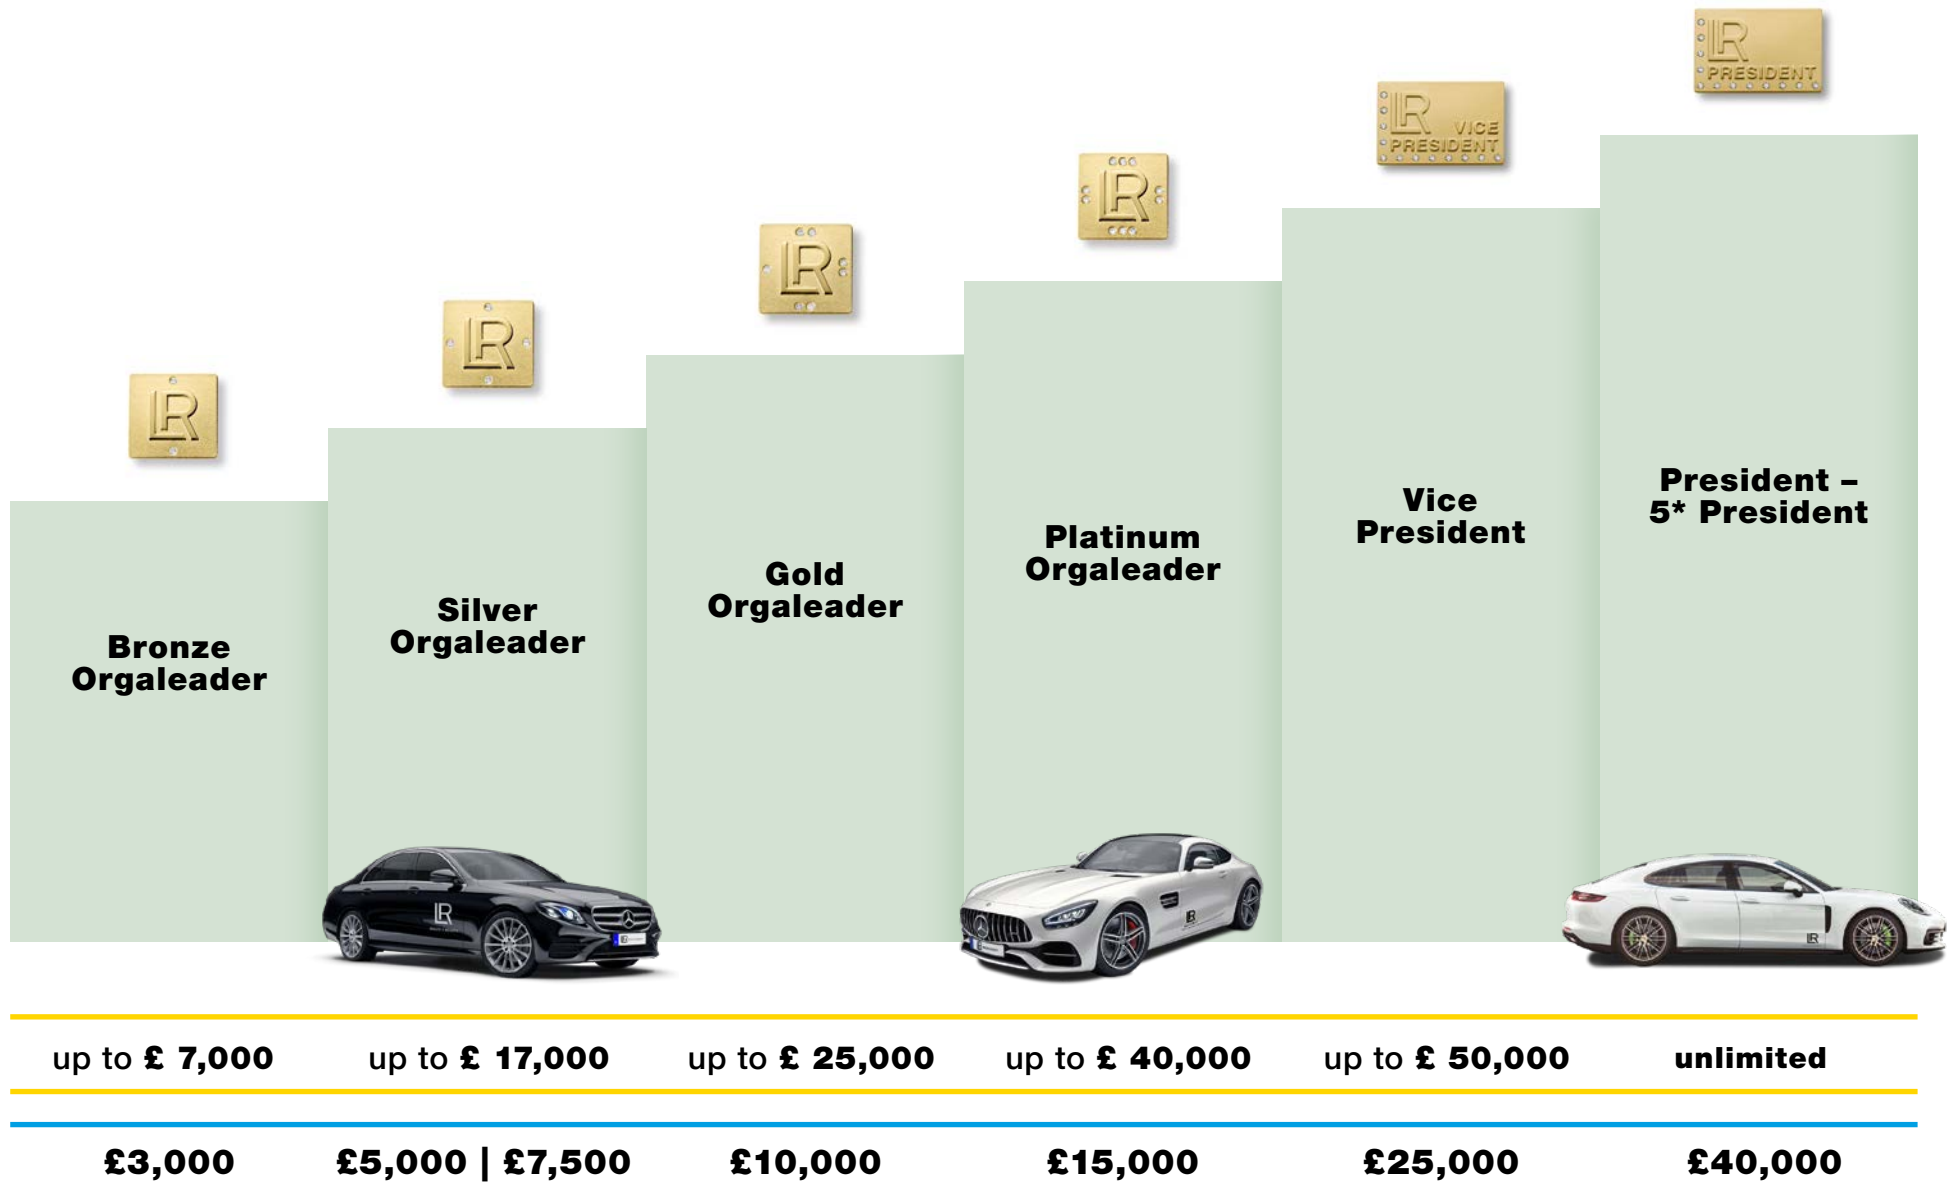 LR
PRESIDENT
LR VICE
PRESIDENT
LR
LR
LR
LR
President –
5* President
Vice
President
Platinum
Orgaleader
Gold
Orgaleader
Silver
Orgaleader
Bronze
Orgaleader
LR
LR
LR
up to £ 7,000 up to £ 17,000 up to £ 25,000 up to £ 40,000 up to £ 50,000 unlimited
£3,000 £5,000 | £7,500 £10,000 £15,000 £25,000 £40,000